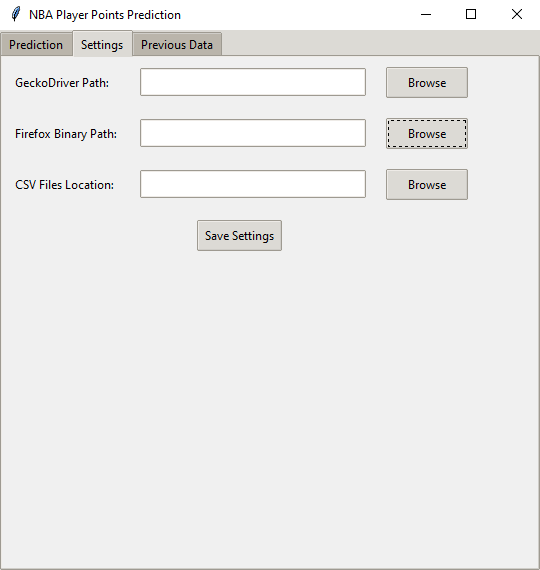 NBA Player Points Prediction
Prediction Settings Previous Data
GeckoDriver Path: Browse
Firefox Binary Path: Browse
CSV Files Location: Browse
Save Settings